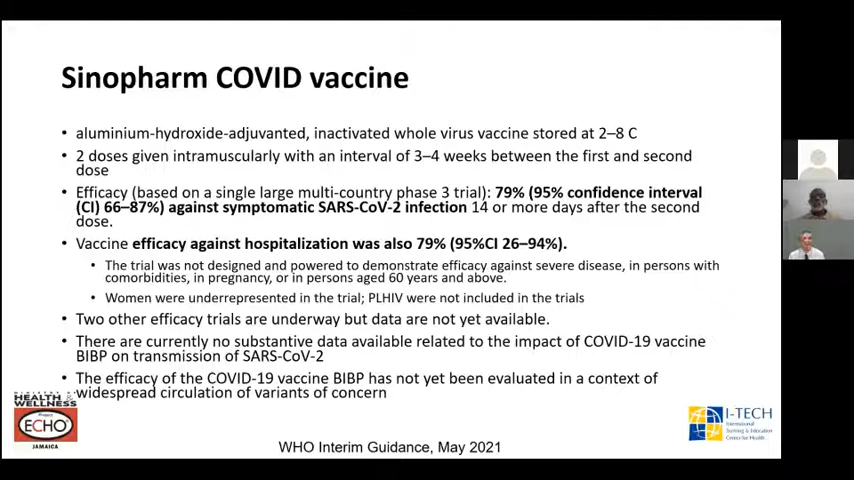 Sinopharm COVID vaccine
• aluminium-hydroxide-adjuvanted, inactivated whole virus vaccine stored at 2–8 C
• 2 doses given intramuscularly with an interval of 3–4 weeks between the first and second
dose
• Efficacy (based on a single large multi-country phase 3 trial): 79% (95% confidence interval
(CI) 66–87%) against symptomatic SARS-CoV-2 infection 14 or more days after the second
dose.
• Vaccine efficacy against hospitalization was also 79% (95%CI 26–94%).
• The trial was not designed and powered to demonstrate efficacy against severe disease, in persons with
comorbidities, in pregnancy, or in persons aged 60 years and above.
• Women were underrepresented in the trial; PLHIV were not included in the trials
• Two other efficacy trials are underway but data are not yet available.
• There are currently no substantive data available related to the impact of COVID-19 vaccine
BIBP on transmission of SARS-CoV-2
• The efficacy of the COVID-19 vaccine BIBP has not yet been evaluated in a context of
widespread circulation of variants of concern
MINISTRY OF
HEALTH &
WELLNESS
Project
ECHO
JAMAICA
WHO Interim Guidance, May 2021
I-TECH
International
Training & Education
Center for Health